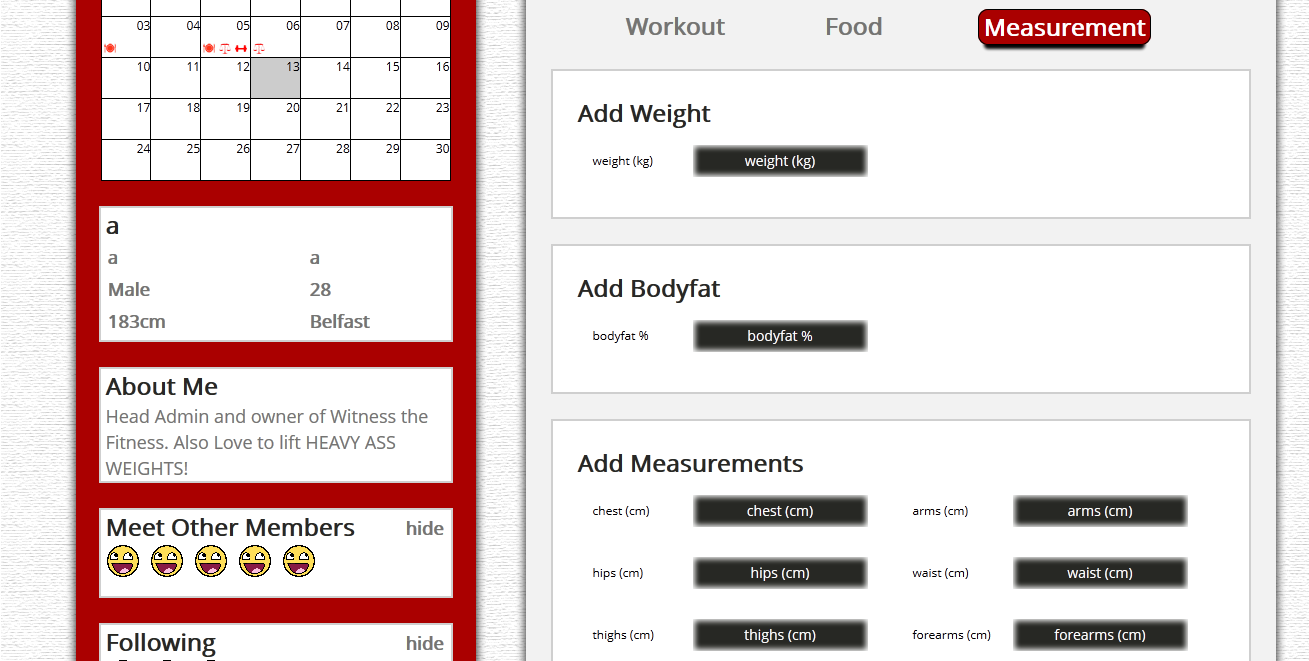 03 04 05 06 07 08 09
10 11 12 13 14 15 16
17 18 19 20 21 22 23
24 25 26 27 28 29 30
a
a a
Male 28
183cm Belfast
About Me
Head Admin and owner of Witness the
Fitness. Also Love to lift HEAVY ASS
WEIGHTS!
Meet Other Members hide
Following hide
Workout Food Measurement
Add Weight
weight (kg) weight (kg)
Add Bodyfat
bodyfat % bodyfat %
Add Measurements
chest (cm) chest (cm) arms (cm) arms (cm)
hips (cm) hips (cm) waist (cm) waist (cm)
thighs (cm) thighs (cm) forearms (cm) forearms (cm)